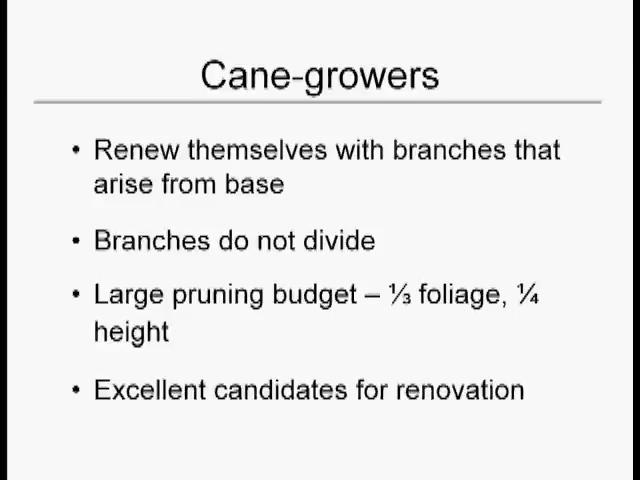 Cane-growers
• Renew themselves with branches that
arise from base
• Branches do not divide
• Large pruning budget – ⅓ foliage, ¼
height
• Excellent candidates for renovation